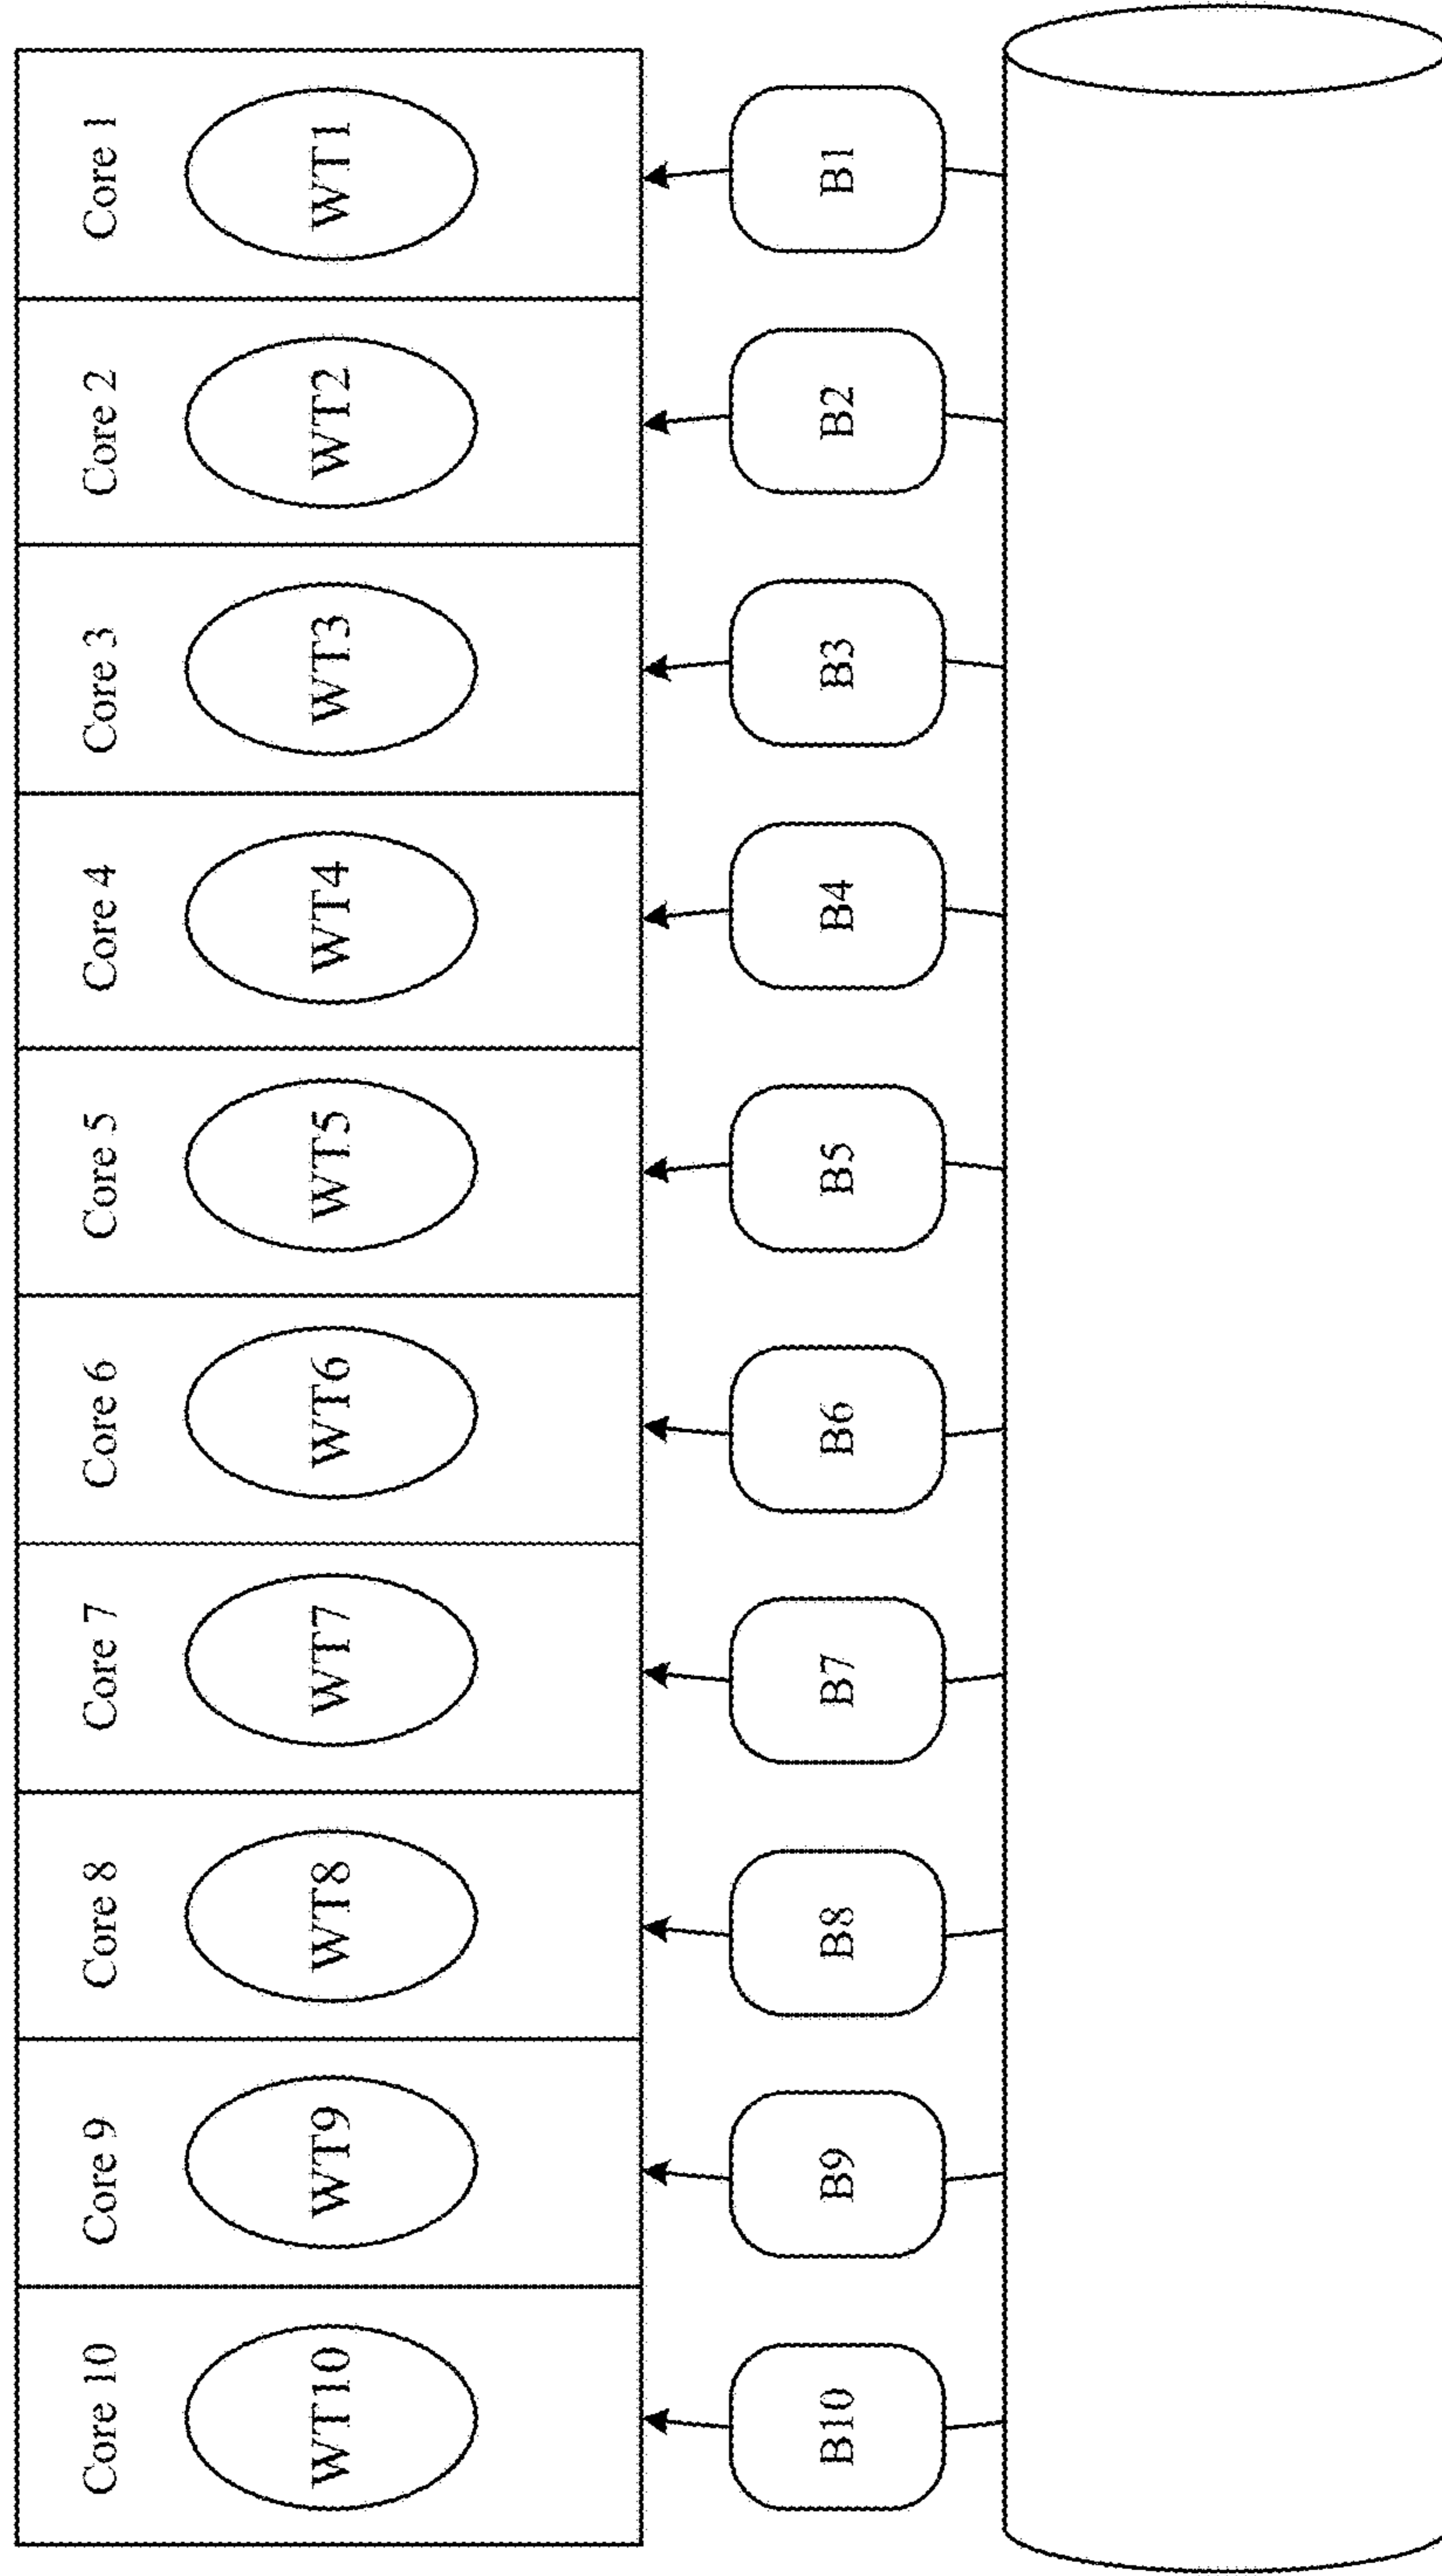 Core 10
Core 9
Core 8
Core 7
Core 6
Core 5
Core 4
Core 3
Core 2
Core 1
WT10
WT9
WT8
WT7
WT6
WT5
WT4
WT3
WT2
WT1
B10
B9
B8
B7
B6
B5
B4
B3
B2
B1